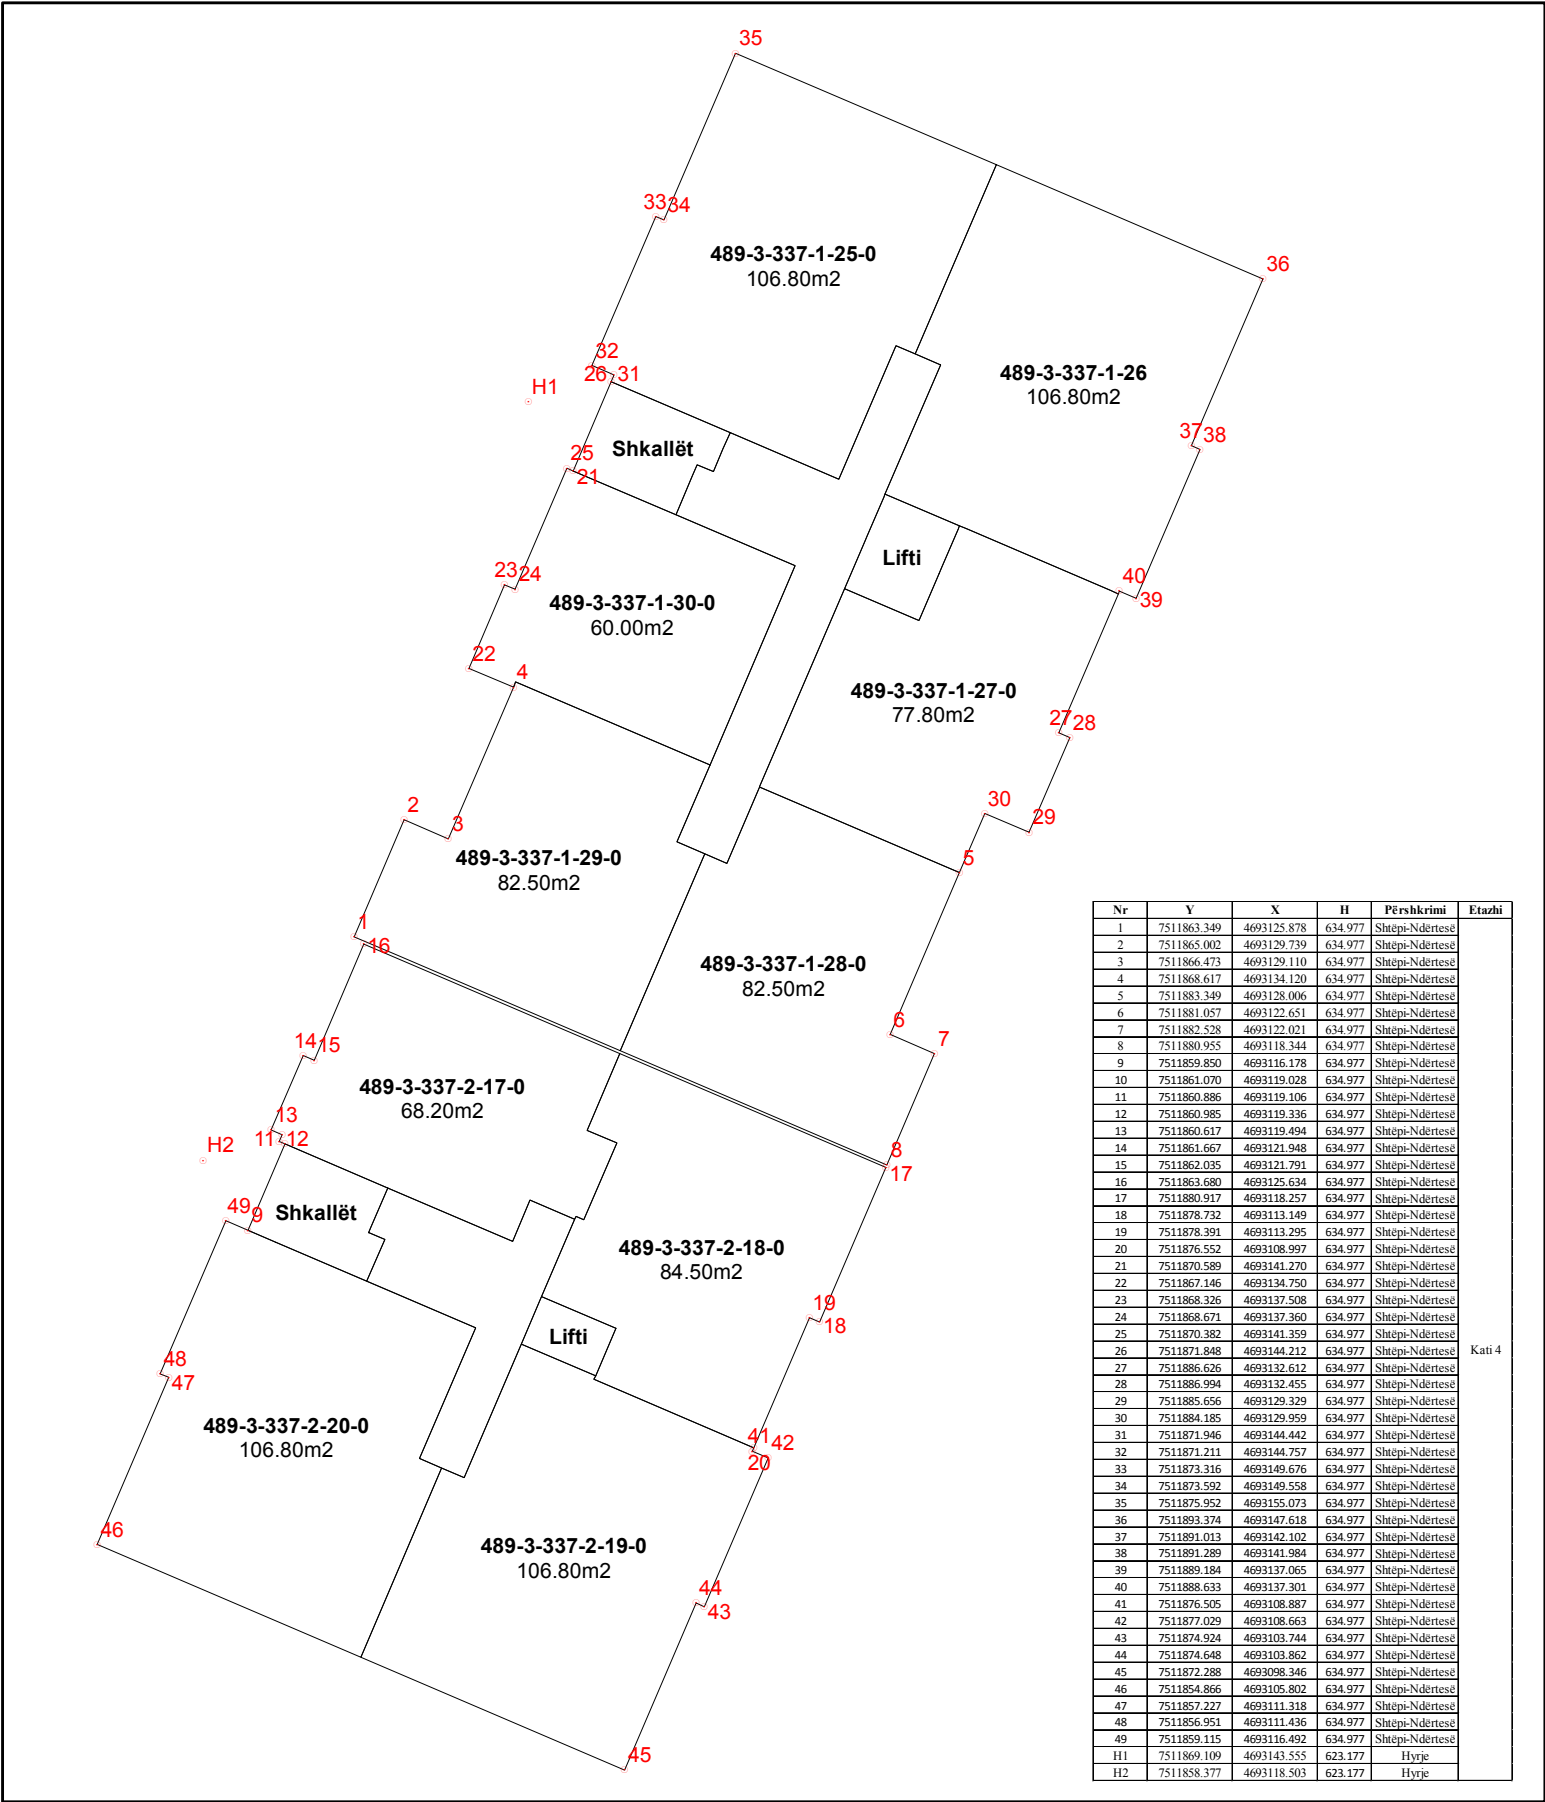 35
33 34
489-3-337-1-25-0
106.80m2
36
32
26 31
H1
489-3-337-1-26
106.80m2
37 38
Shkallët
25
21
Lifti
23 24
40
39
489-3-337-1-30-0
60.00m2
22
4
489-3-337-1-27-0
77.80m2
27 28
2
3
30
29
489-3-337-1-29-0
82.50m2
5
1
16
489-3-337-1-28-0
82.50m2
6
7
14 15
489-3-337-2-17-0
68.20m2
13
11 12
H2
8
17
49 9
Shkallët
489-3-337-2-18-0
84.50m2
19
18
Lifti
48
47
489-3-337-2-20-0
106.80m2
41 42
20
46
489-3-337-2-19-0
106.80m2
44
43
45
Nr Y X H Përshkrimi Etazhi
1 7511863.349 4693125.878 634.977 Shtëpi-Ndërtesë
2 7511865.002 4693129.739 634.977 Shtëpi-Ndërtesë
3 7511866.473 4693129.110 634.977 Shtëpi-Ndërtesë
4 7511868.617 4693134.120 634.977 Shtëpi-Ndërtesë
5 7511883.349 4693128.006 634.977 Shtëpi-Ndërtesë
6 7511881.057 4693122.651 634.977 Shtëpi-Ndërtesë
7 7511882.528 4693122.021 634.977 Shtëpi-Ndërtesë
8 7511880.955 4693118.344 634.977 Shtëpi-Ndërtesë
9 7511859.850 4693116.178 634.977 Shtëpi-Ndërtesë
10 7511861.070 4693119.028 634.977 Shtëpi-Ndërtesë
11 7511860.886 4693119.106 634.977 Shtëpi-Ndërtesë
12 7511860.985 4693119.336 634.977 Shtëpi-Ndërtesë
13 7511860.617 4693119.494 634.977 Shtëpi-Ndërtesë
14 7511861.667 4693121.948 634.977 Shtëpi-Ndërtesë
15 7511862.035 4693121.791 634.977 Shtëpi-Ndërtesë
16 7511863.680 4693125.634 634.977 Shtëpi-Ndërtesë
17 7511880.917 4693118.257 634.977 Shtëpi-Ndërtesë
18 7511878.732 4693113.149 634.977 Shtëpi-Ndërtesë
19 7511878.391 4693113.295 634.977 Shtëpi-Ndërtesë
20 7511876.552 4693108.997 634.977 Shtëpi-Ndërtesë
21 7511870.589 4693141.270 634.977 Shtëpi-Ndërtesë
22 7511867.146 4693134.750 634.977 Shtëpi-Ndërtesë
23 7511868.326 4693137.508 634.977 Shtëpi-Ndërtesë
24 7511868.671 4693137.360 634.977 Shtëpi-Ndërtesë
25 7511870.382 4693141.359 634.977 Shtëpi-Ndërtesë
26 7511871.848 4693144.212 634.977 Shtëpi-Ndërtesë Kati 4
27 7511886.626 4693132.612 634.977 Shtëpi-Ndërtesë
28 7511886.994 4693132.455 634.977 Shtëpi-Ndërtesë
29 7511885.656 4693129.329 634.977 Shtëpi-Ndërtesë
30 7511884.185 4693129.959 634.977 Shtëpi-Ndërtesë
31 7511871.946 4693144.442 634.977 Shtëpi-Ndërtesë
32 7511871.211 4693144.757 634.977 Shtëpi-Ndërtesë
33 7511873.316 4693149.676 634.977 Shtëpi-Ndërtesë
34 7511873.592 4693149.558 634.977 Shtëpi-Ndërtesë
35 7511875.952 4693155.073 634.977 Shtëpi-Ndërtesë
36 7511893.374 4693147.618 634.977 Shtëpi-Ndërtesë
37 7511891.013 4693142.102 634.977 Shtëpi-Ndërtesë
38 7511891.289 4693141.984 634.977 Shtëpi-Ndërtesë
39 7511889.184 4693137.065 634.977 Shtëpi-Ndërtesë
40 7511888.633 4693137.301 634.977 Shtëpi-Ndërtesë
41 7511876.505 4693108.887 634.977 Shtëpi-Ndërtesë
42 7511877.029 4693108.663 634.977 Shtëpi-Ndërtesë
43 7511874.924 4693103.744 634.977 Shtëpi-Ndërtesë
44 7511874.648 4693103.862 634.977 Shtëpi-Ndërtesë
45 7511872.288 4693098.346 634.977 Shtëpi-Ndërtesë
46 7511854.866 4693105.802 634.977 Shtëpi-Ndërtesë
47 7511857.227 4693111.318 634.977 Shtëpi-Ndërtesë
48 7511856.951 4693111.436 634.977 Shtëpi-Ndërtesë
49 7511859.115 4693116.492 634.977 Shtëpi-Ndërtesë
H1 7511869.109 4693143.555 623.177 Hyrje
H2 7511858.377 4693118.503 623.177 Hyrje